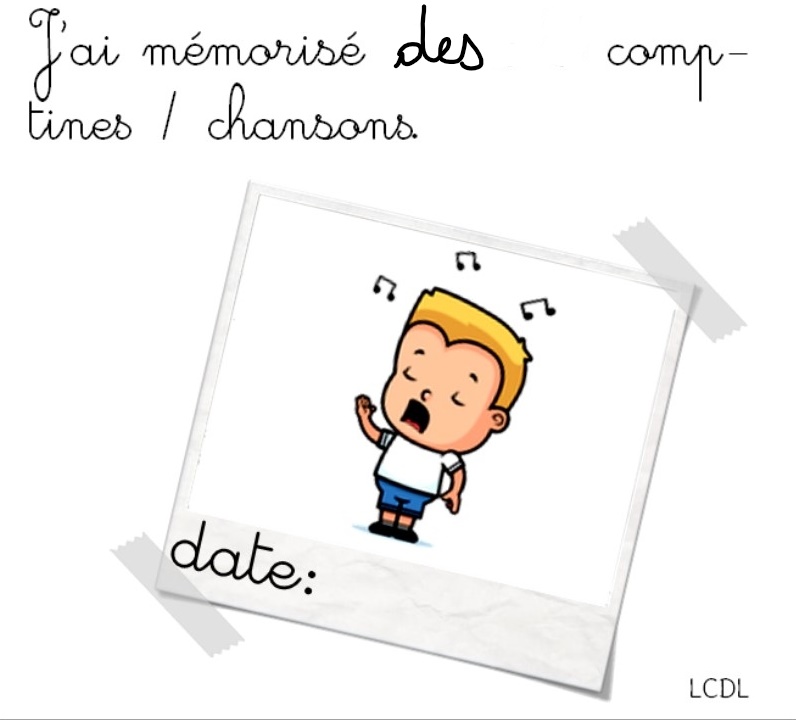 J'ai mémorisé des comp-
tines / chansons.
date:
LCDL